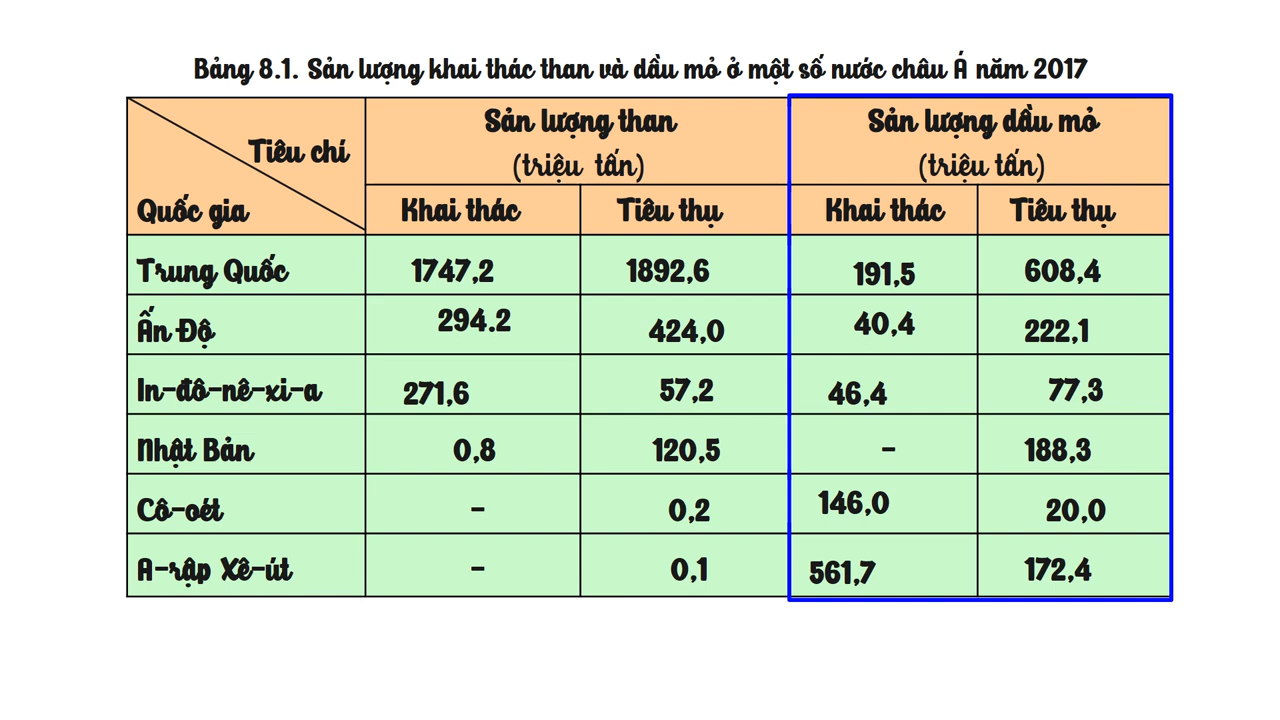 Bảng 8.1. Sản lượng khai thác than và dầu mỏ ở một số nước châu Á năm 2017
Tiêu chí
Quốc gia
Sản lượng than
(triệu tấn)
Sản lượng dầu mỏ
(triệu tấn)
Khai thác Tiêu thụ Khai thác Tiêu thụ
Trung Quốc 1747,2 1892,6 191,5 608,4
Ấn Độ 294.2 424,0 40,4 222,1
In-đô-nê-xi-a 271,6 57,2 46,4 77,3
Nhật Bản 0,8 120,5 - 188,3
Cô-oét - 0,2 146,0 20,0
A-rập Xê-út - 0,1 561,7 172,4